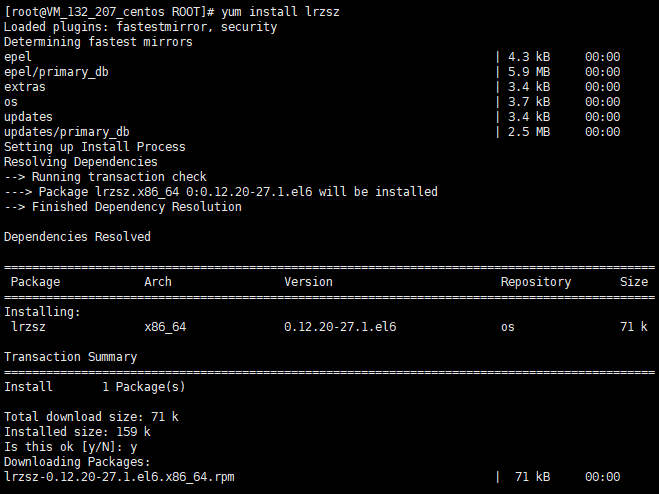 [root@VM_132_207_centos ROOT]# yum install lrzsz
Loaded plugins: fastestmirror, security
Determining fastest mirrors
epel | 4.3 kB 00:00
epel/primary_db | 5.9 MB 00:00
extras | 3.4 kB 00:00
os | 3.7 kB 00:00
updates | 3.4 kB 00:00
updates/primary_db | 2.5 MB 00:00
Setting up Install Process
Resolving Dependencies
--> Running transaction check
---> Package lrzsz.x86_64 0:0.12.20-27.1.el6 will be installed
--> Finished Dependency Resolution
Dependencies Resolved
=============================================================================================
Package Arch Version Repository Size
=============================================================================================
Installing:
lrzsz x86_64 0.12.20-27.1.el6 os 71 k
Transaction Summary
=============================================================================================
Install 1 Package(s)
Total download size: 71 k
Installed size: 159 k
Is this ok [y/N]: y
Downloading Packages:
lrzsz-0.12.20-27.1.el6.x86_64.rpm | 71 kB 00:00